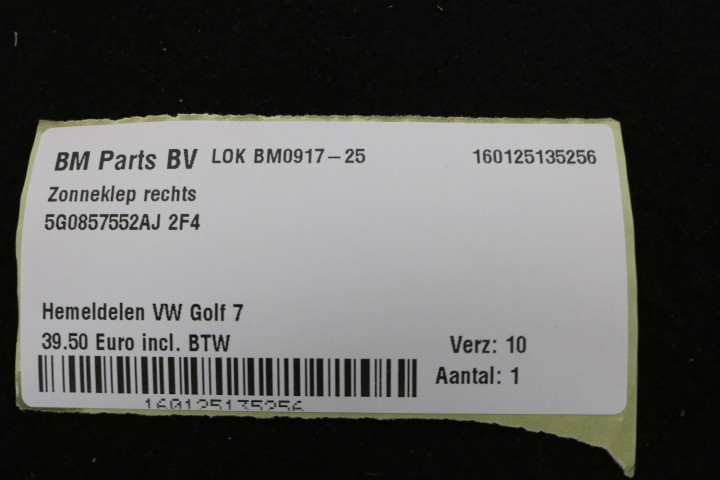 BM Parts BV LOK BM0917-25 160125135256
Zonneklep rechts
5G0857552AJ 2F4
Hemeldelen VW Golf 7
39.50 Euro incl. BTW Verz: 10
Aantal: 1
160125135256